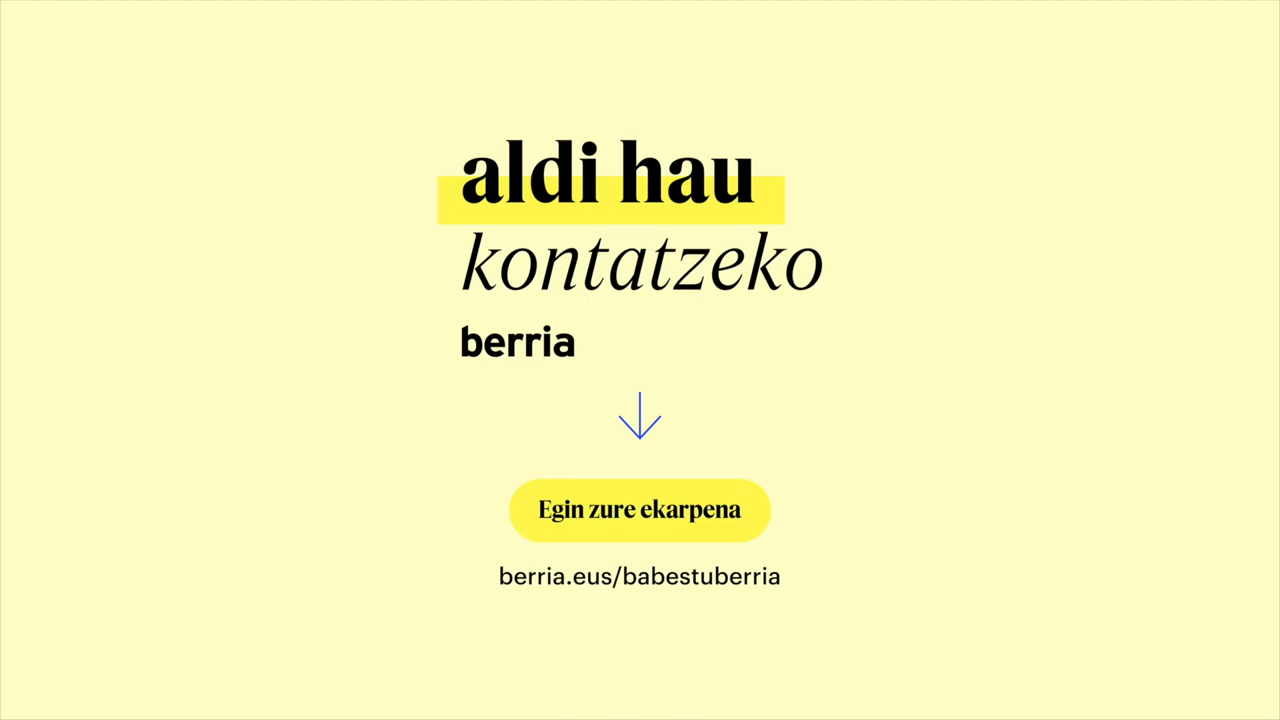 aldi hau
kontatzeko
berria
Egin zure ekarpena
berria.eus/babestuberria